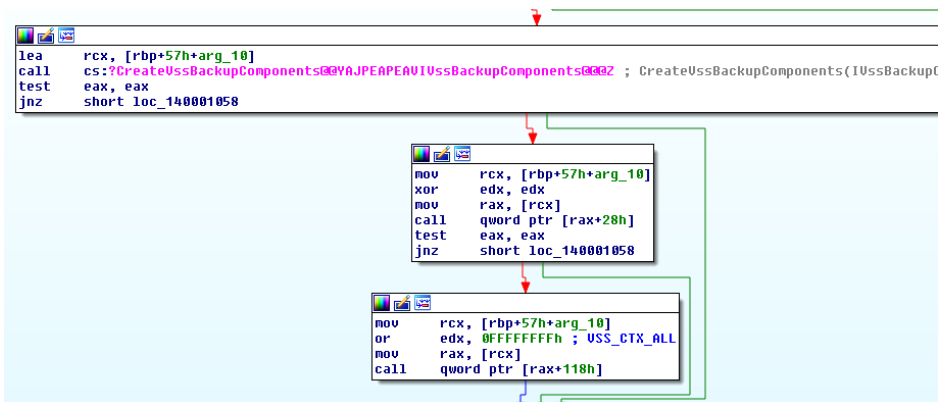 lea rcx, [rbp+57h+arg_10]
call cs:?CreateVssBackupComponents@@YAJPEAPEAVIVssBackupComponents@@@Z ; CreateVssBackupComponents(IVssBackupC
test eax, eax
jnz short loc_140001058
mov rcx, [rbp+57h+arg_10]
xor edx, edx
mov rax, [rcx]
call qword ptr [rax+28h]
test eax, eax
jnz short loc_140001058
mov rcx, [rbp+57h+arg_10]
or edx, 0FFFFFFFFh ; VSS_CTX_ALL
mov rax, [rcx]
call qword ptr [rax+118h]